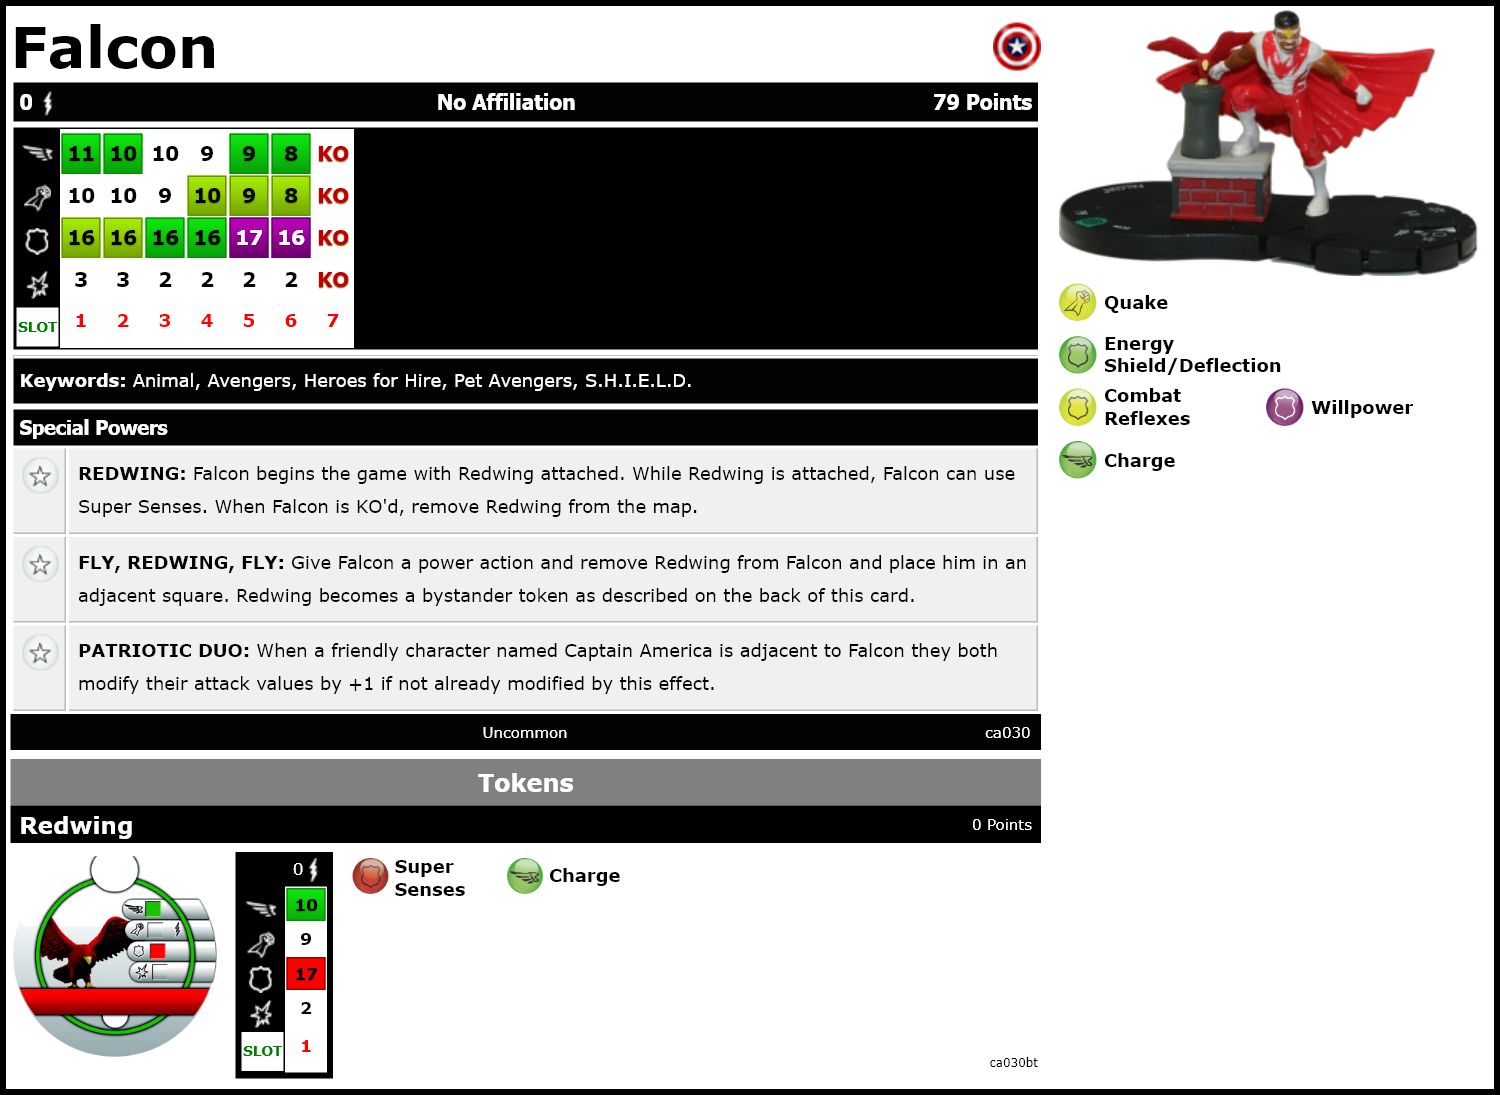 Falcon
0 No Affiliation 79 Points
11 10 10 9 9 8 KO
10 10 9 10 9 8 KO
16 16 16 16 17 16 KO
3 3 2 2 2 2 KO
SLOT 1 2 3 4 5 6 7
Keywords: Animal, Avengers, Heroes for Hire, Pet Avengers, S.H.I.E.L.D.
Special Powers
REDWING: Falcon begins the game with Redwing attached. While Redwing is attached, Falcon can use
Super Senses. When Falcon is KO'd, remove Redwing from the map.
FLY, REDWING, FLY: Give Falcon a power action and remove Redwing from Falcon and place him in an
adjacent square. Redwing becomes a bystander token as described on the back of this card.
PATRIOTIC DUO: When a friendly character named Captain America is adjacent to Falcon they both
modify their attack values by +1 if not already modified by this effect.
Uncommon ca030
Quake
Energy
Shield/Deflection
Combat
Reflexes
Willpower
Charge
Tokens
Redwing 0 Points
0
10
9
17
2
SLOT 1
Super
Senses
Charge
ca030bt